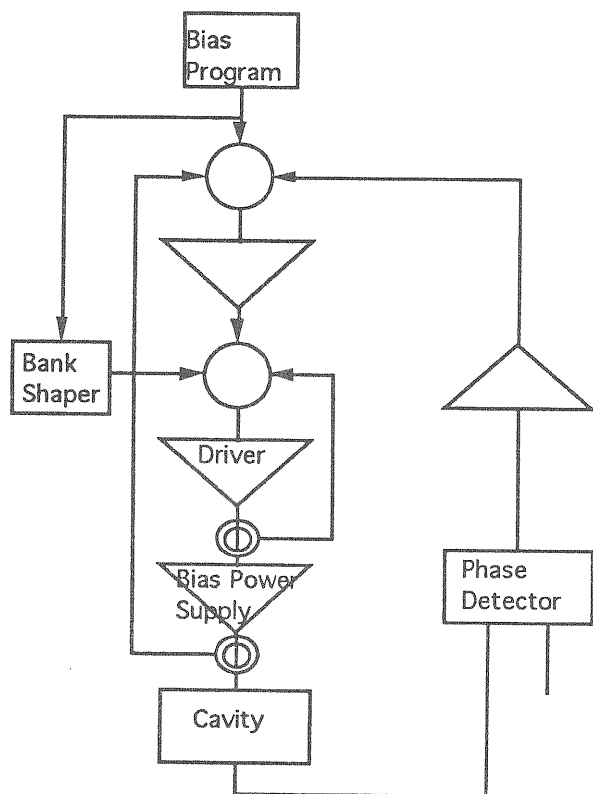 Bias
Program
Bank
Shaper
Driver
Bias Power
Supply
Phase
Detector
Cavity